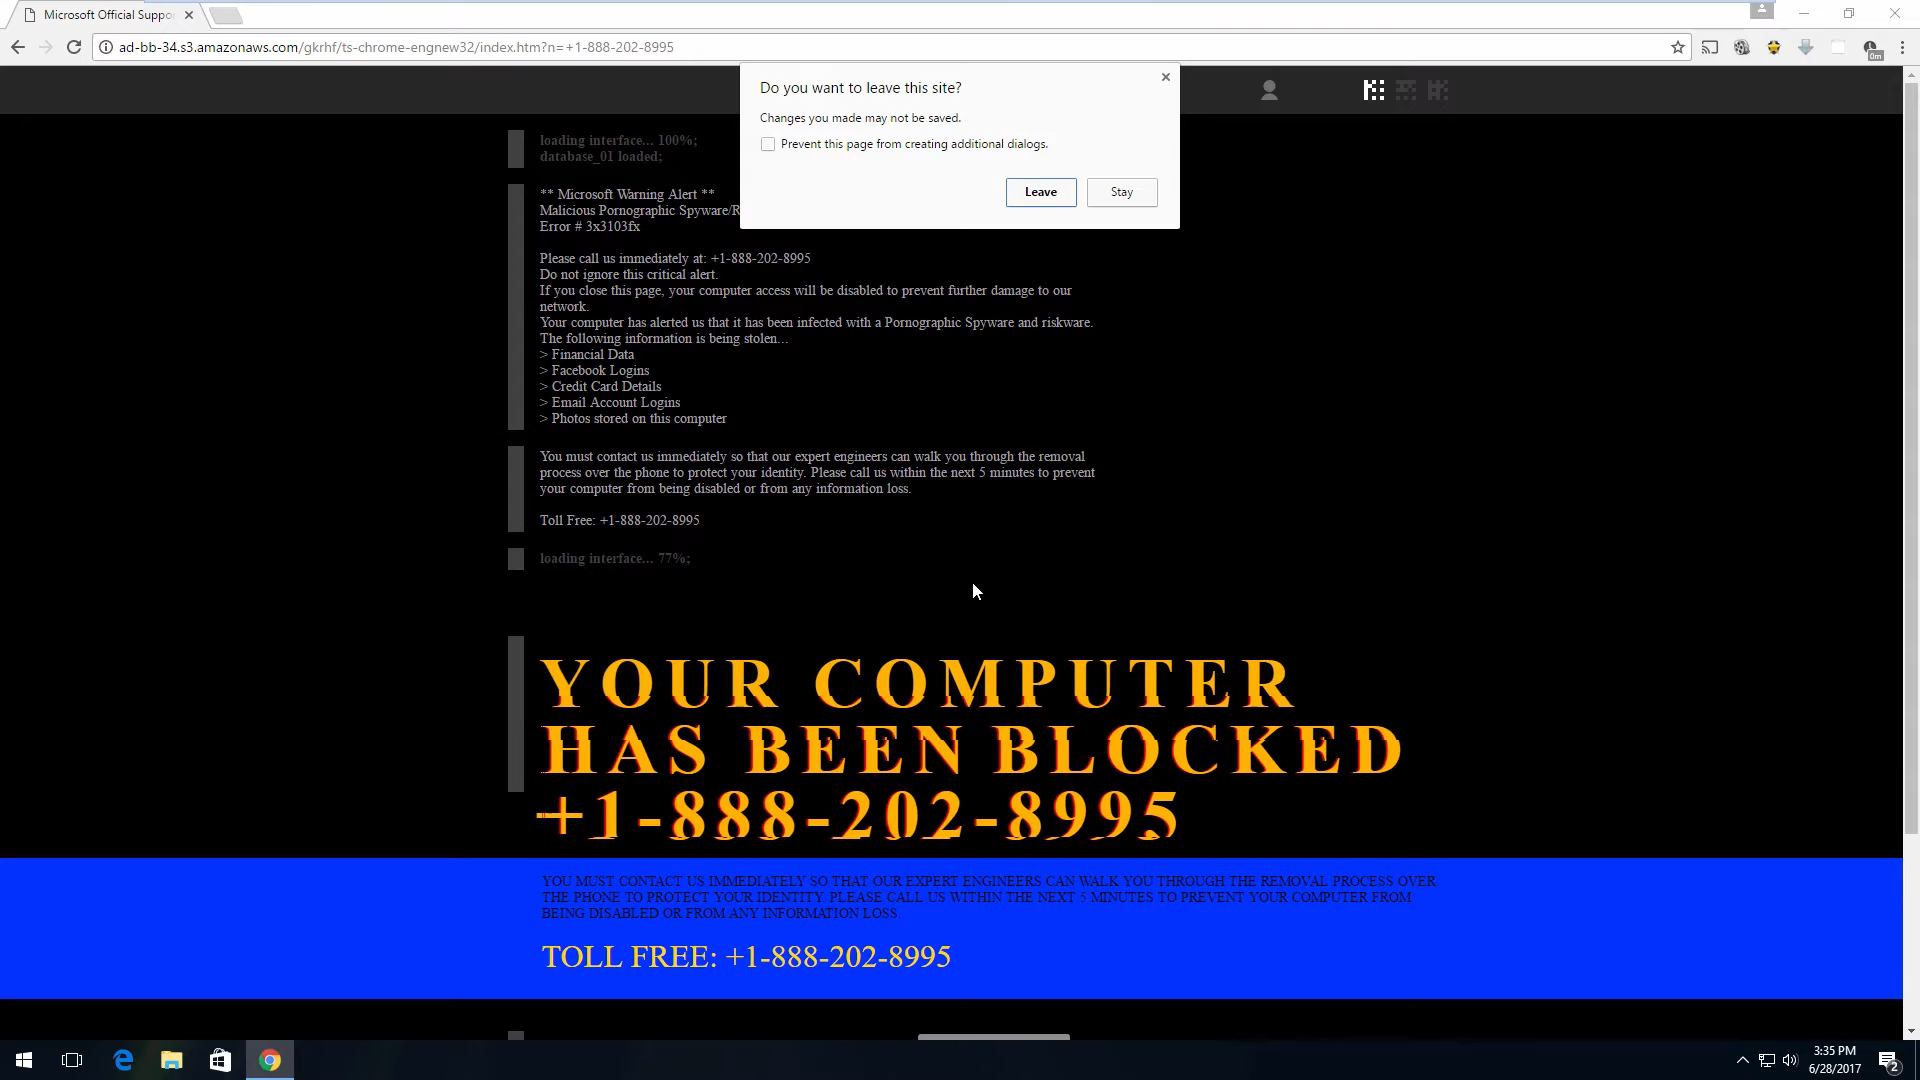 Microsoft Official Suppo
ad-bb-34.s3.amazonaws.com/gkrhf/ts-chrome-engnew32/index.htm?n=+1-888-202-8995
0m
Do you want to leave this site?
Changes you made may not be saved.
Prevent this page from creating additional dialogs.
Leave
Stay
loading interface... 100%;
database_01 loaded;
** Microsoft Warning Alert **
Malicious Pornographic Spyware/R
Error # 3x3103fx
Please call us immediately at: +1-888-202-8995
Do not ignore this critical alert.
If you close this page, your computer access will be disabled to prevent further damage to our
network.
Your computer has alerted us that it has been infected with a Pornographic Spyware and riskware.
The following information is being stolen...
> Financial Data
> Facebook Logins
> Credit Card Details
> Email Account Logins
> Photos stored on this computer
You must contact us immediately so that our expert engineers can walk you through the removal
process over the phone to protect your identity. Please call us within the next 5 minutes to prevent
your computer from being disabled or from any information loss.
Toll Free: +1-888-202-8995
loading interface... 77%;
YOUR COMPUTER
HAS BEEN BLOCKED
+1-888-202-8995
YOU MUST CONTACT US IMMEDIATELY SO THAT OUR EXPERT ENGINEERS CAN WALK YOU THROUGH THE REMOVAL PROCESS OVER
THE PHONE TO PROTECT YOUR IDENTITY. PLEASE CALL US WITHIN THE NEXT 5 MINUTES TO PREVENT YOUR COMPUTER FROM
BEING DISABLED OR FROM ANY INFORMATION LOSS.
TOLL FREE: +1-888-202-8995
3:35 PM
6/28/2017
2